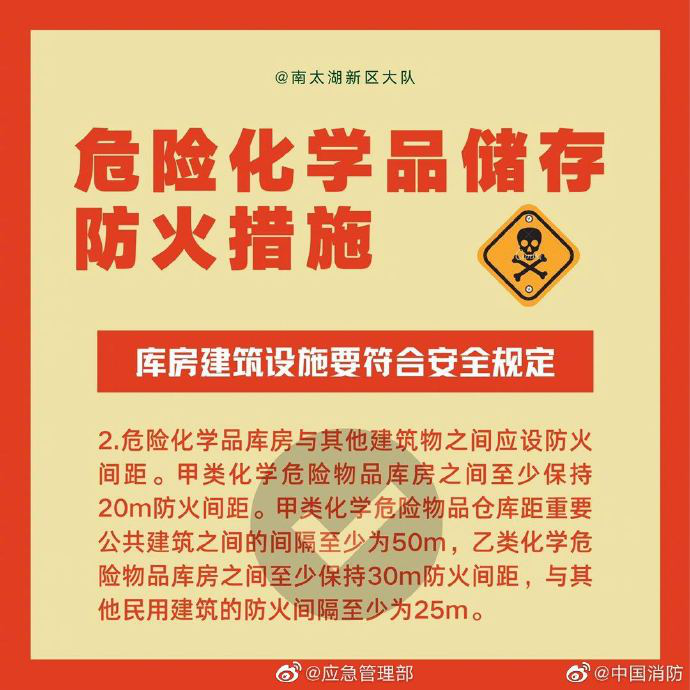 @南太湖新区大队
危险化学品储存
防火措施
库房建筑设施要符合安全规定
2.危险化学品库房与其他建筑物之间应设防火
间距。甲类化学危险物品库房之间至少保持
20m防火间距。甲类化学危险物品仓库距重要
公共建筑之间的间隔至少为50m，乙类化学危
险物品库房之间至少保持30m防火间距，与其
他民用建筑的防火间隔至少为25m。
@应急管理部
@中国消防